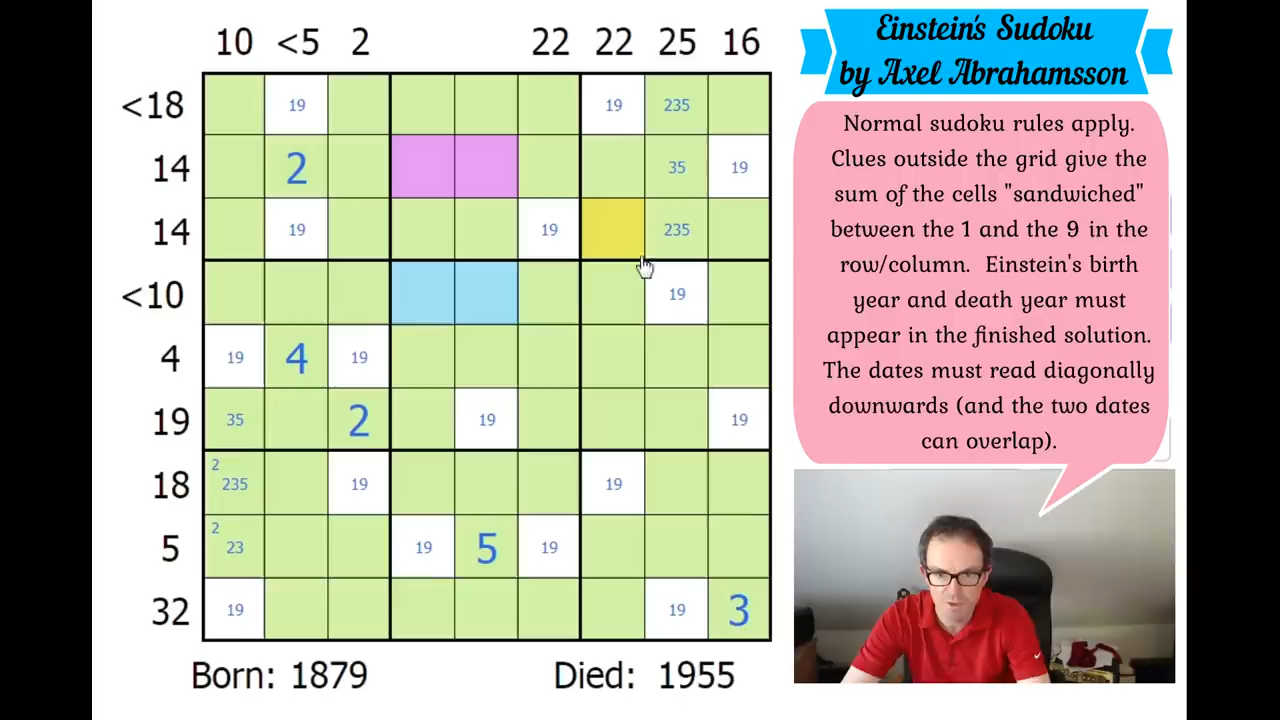 Einstein's Sudoku
by Axel Abrahamsson
10 <5 2 22 22 25 16
<18 19 19 235
14 2 35 19
14 19 19 235
<10 19
4 19 4 19
19 35 2 19 19
2
18 235 19 19
2
5 23 19 5 19
32 19 19 3
Born: 1879 Died: 1955
Normal sudoku rules apply.
Clues outside the grid give the
sum of the cells "sandwiched"
between the 1 and the 9 in the
row/column. Einstein's birth
year and death year must
appear in the finished solution.
The dates must read diagonally
downwards (and the two dates
can overlap).